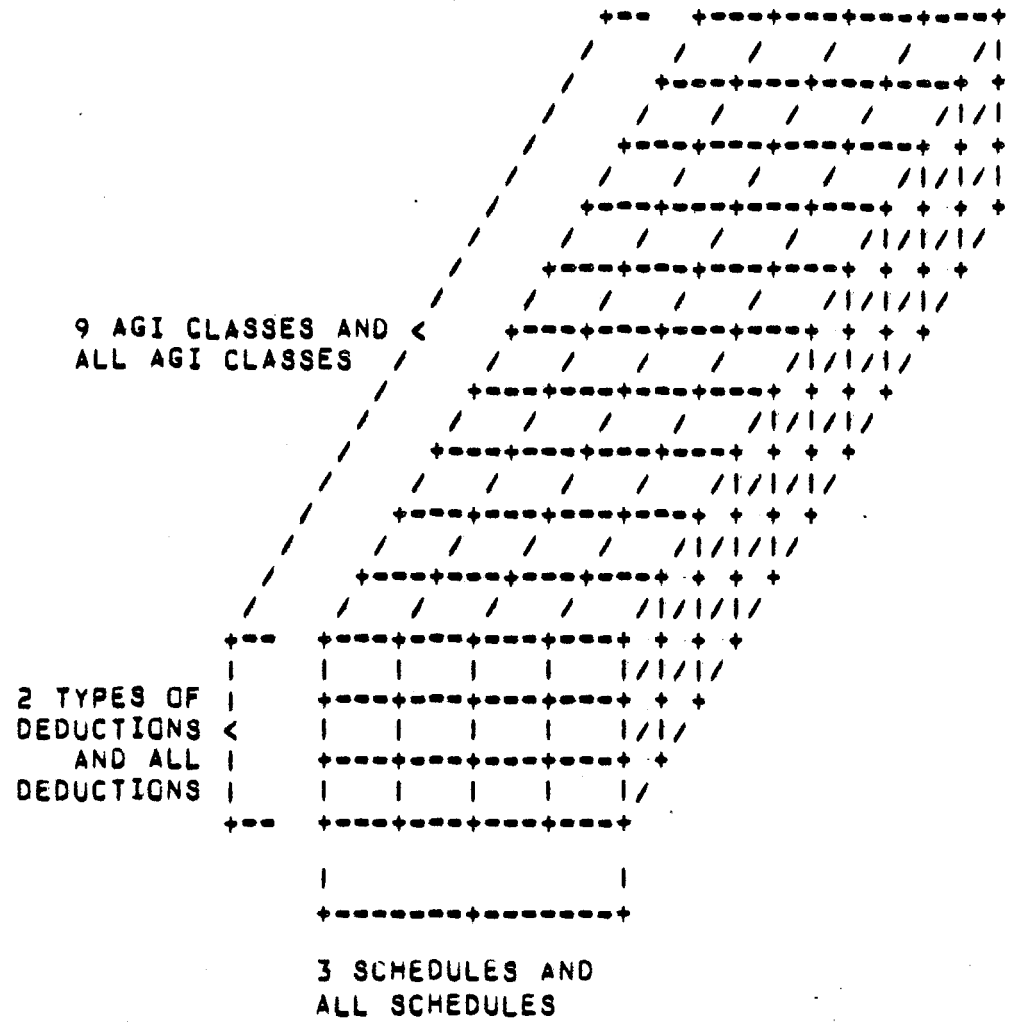 9 AGI CLASSES AND <
ALL AGI CLASSES
2 TYPES OF
DEDUCTIONS <
AND ALL
DEDUCTIONS
3 SCHEDULES AND
ALL SCHEDULES